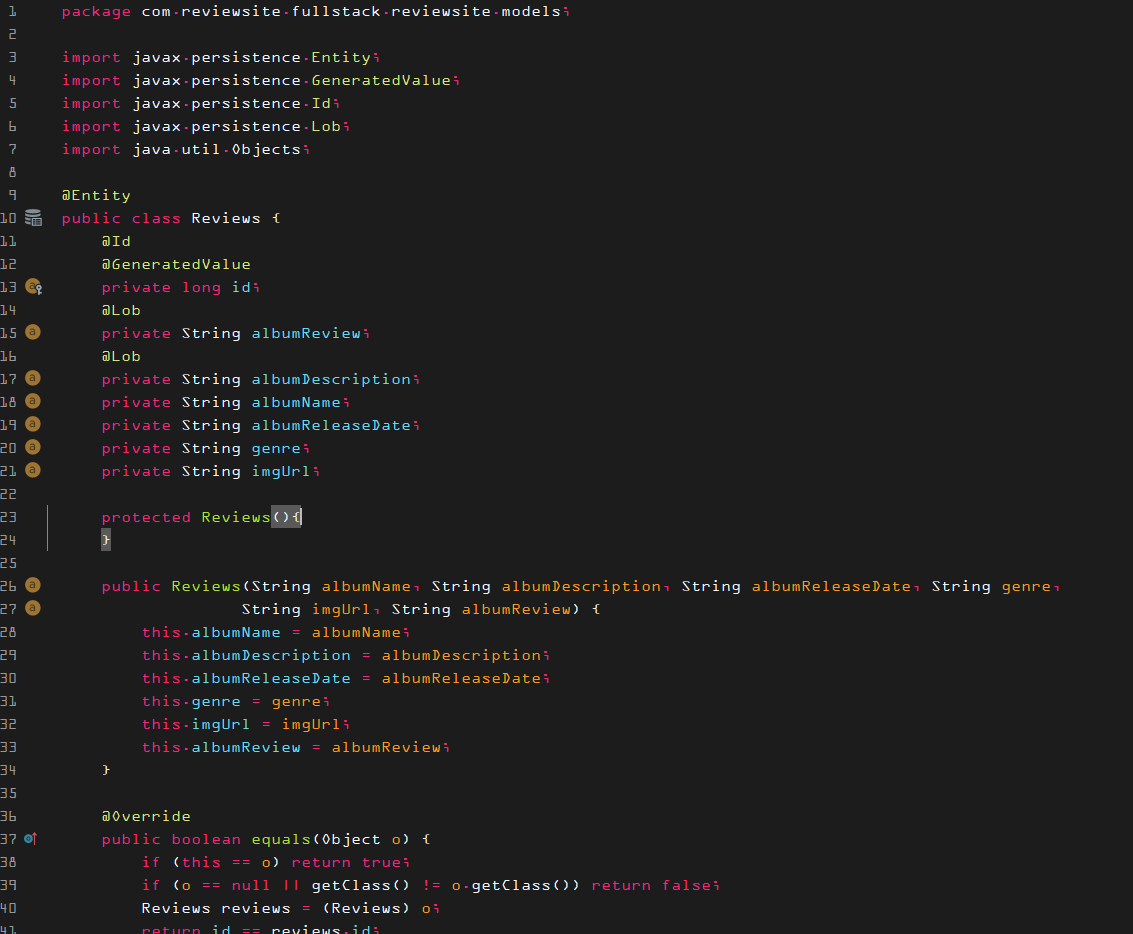 1 package com.reviewsite.fullstack.reviewsite.models;
2
3 import javax.persistence.Entity;
4 import javax.persistence.GeneratedValue;
5 import javax.persistence.Id;
6 import javax.persistence.Lob;
7 import java.util.Objects;
8
9 @Entity
10 public class Reviews {
11 @Id
12 @GeneratedValue
13 private long id;
14 @Lob
15 private String albumReview;
16 @Lob
17 private String albumDescription;
18 private String albumName;
19 private String albumReleaseDate;
20 private String genre;
21 private String imgUrl;
22
23 protected Reviews(){
24 }
25
26 public Reviews(String albumName, String albumDescription, String albumReleaseDate, String genre,
27 String imgUrl, String albumReview) {
28 this.albumName = albumName;
29 this.albumDescription = albumDescription;
30 this.albumReleaseDate = albumReleaseDate;
31 this.genre = genre;
32 this.imgUrl = imgUrl;
33 this.albumReview = albumReview;
34 }
35
36 @Override
37 public boolean equals(Object o) {
38 if (this == o) return true;
39 if (o == null || getClass() != o.getClass()) return false;
40 Reviews reviews = (Reviews) o;
41 return id == reviews.id;